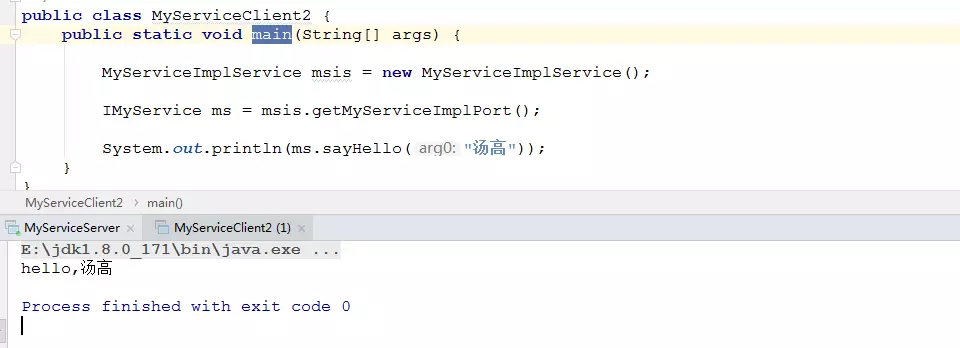 public class MyServiceClient2 {
public static void main(String[] args) {
MyServiceImplService msis = new MyServiceImplService();
IMyService ms = msis.getMyServiceImplPort();
System.out.println(ms.sayHello( arg0: "汤高"));
}
}
MyServiceClient2 › main()
MyServiceServer × MyServiceClient2 (1) ×
E:\jdk1.8.0_171\bin\java.exe ...
hello,汤高
Process finished with exit code 0